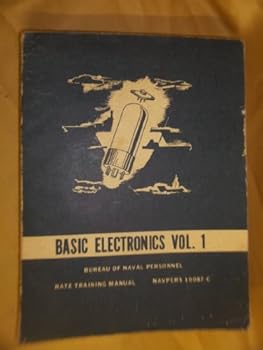 BASIC ELECTRONICS VOL. 1
BUREAU OF NAVAL PERSONNEL
RATE TRAINING MANUAL NAVPERS 10087-C